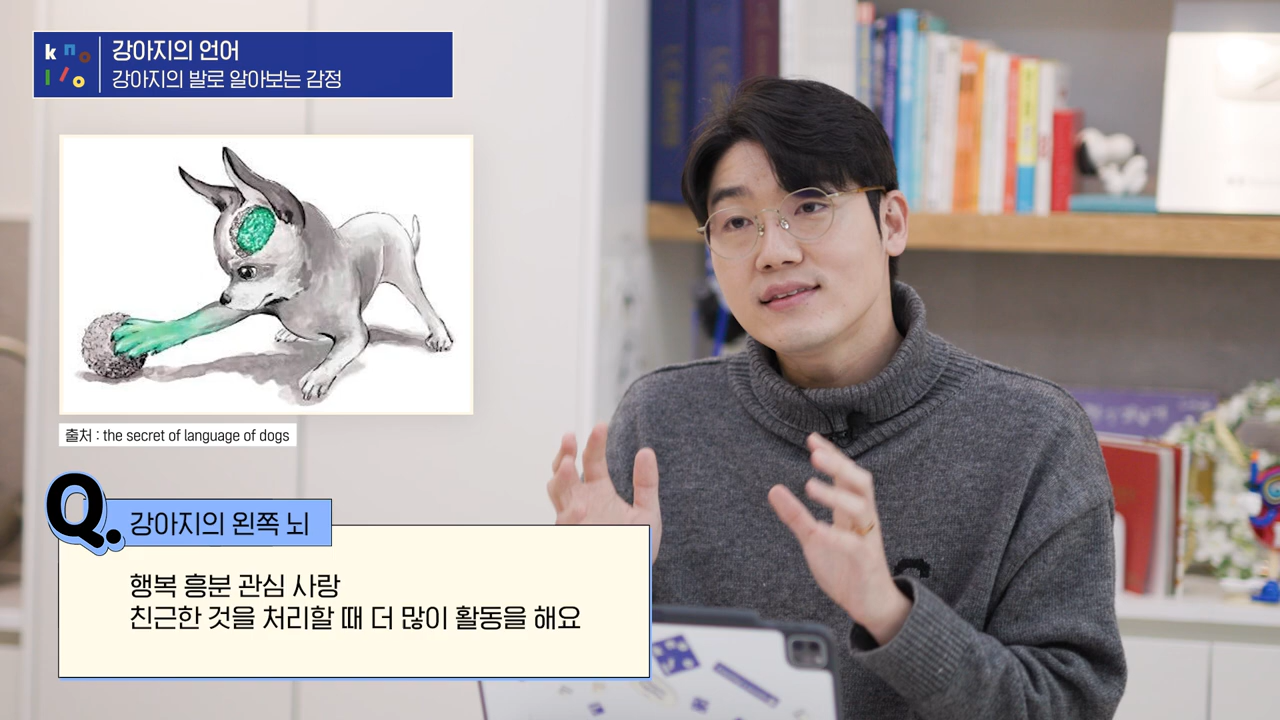 knollo
강아지의 언어
강아지의 발로 알아보는 감정
출처 : the secret of language of dogs
Q.
강아지의 왼쪽 뇌
행복 흥분 관심 사랑
친근한 것을 처리할 때 더 많이 활동을 해요